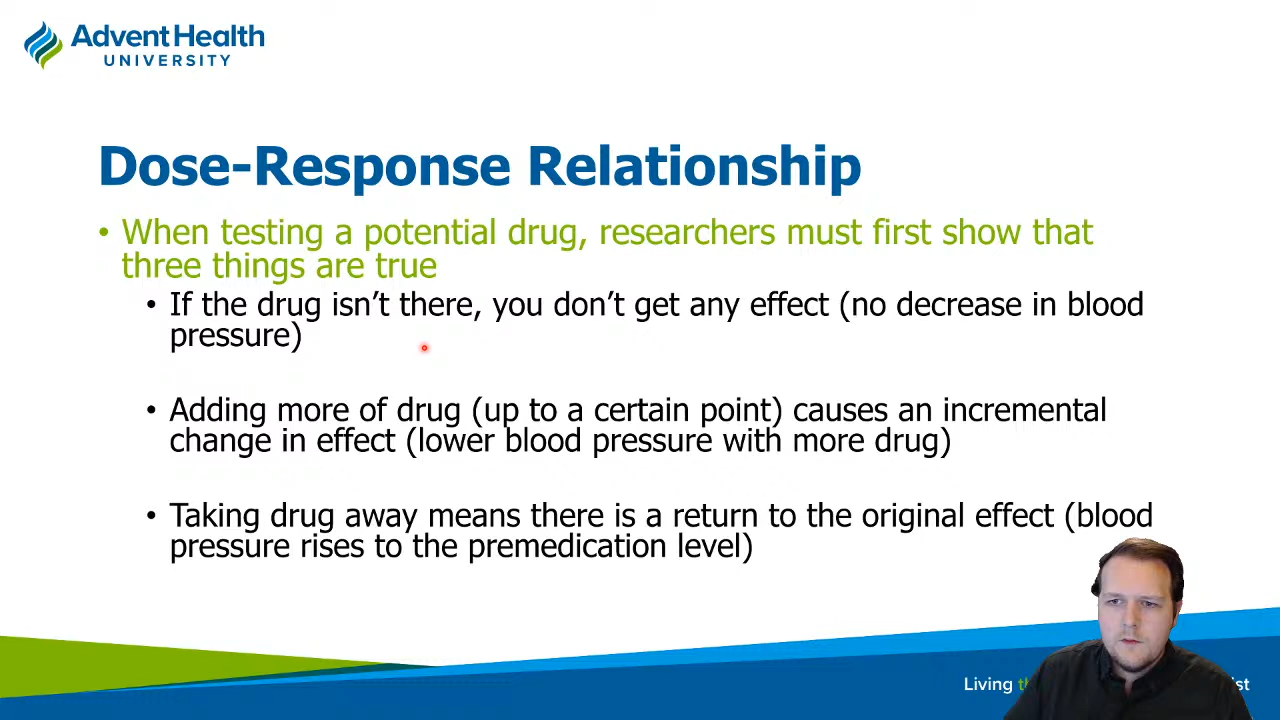 AdventHealth
UNIVERSITY
Dose-Response Relationship
• When testing a potential drug, researchers must first show that
three things are true
• If the drug isn’t there, you don’t get any effect (no decrease in blood
pressure)
• Adding more of drug (up to a certain point) causes an incremental
change in effect (lower blood pressure with more drug)
• Taking drug away means there is a return to the original effect (blood
pressure rises to the premedication level)
Living